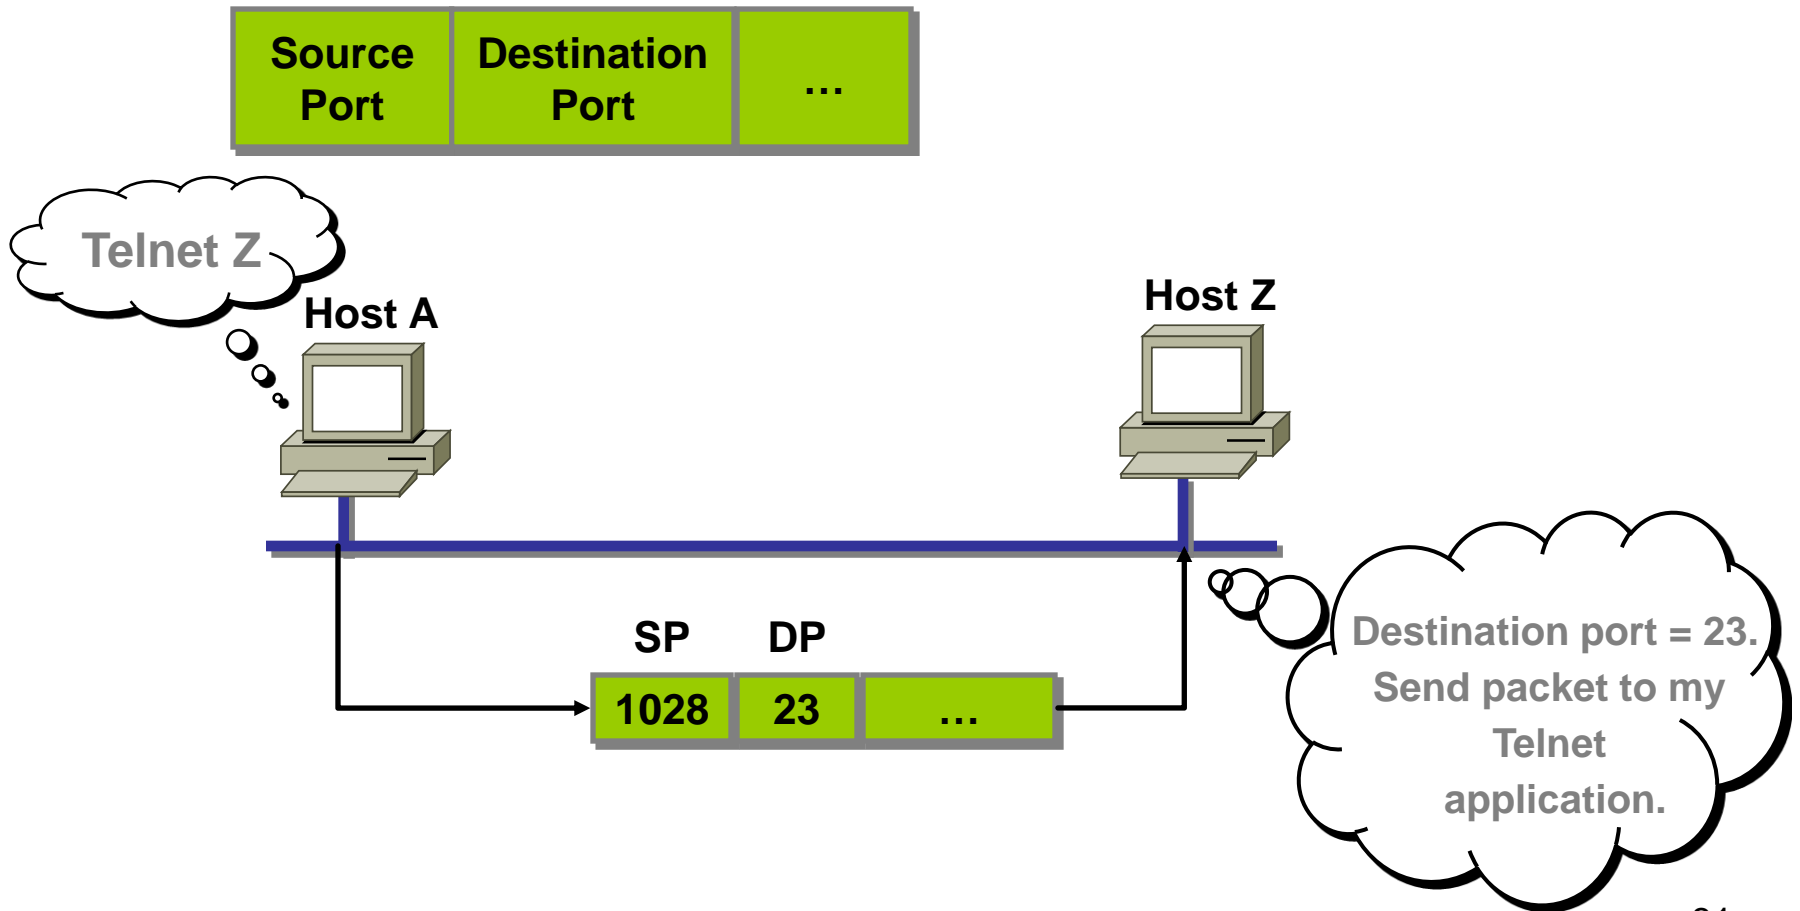 Source
Port
Destination
Port
...
Telnet Z
Host A
Host Z
SP
DP
1028
23
...
Destination port = 23.
Send packet to my
Telnet
application.